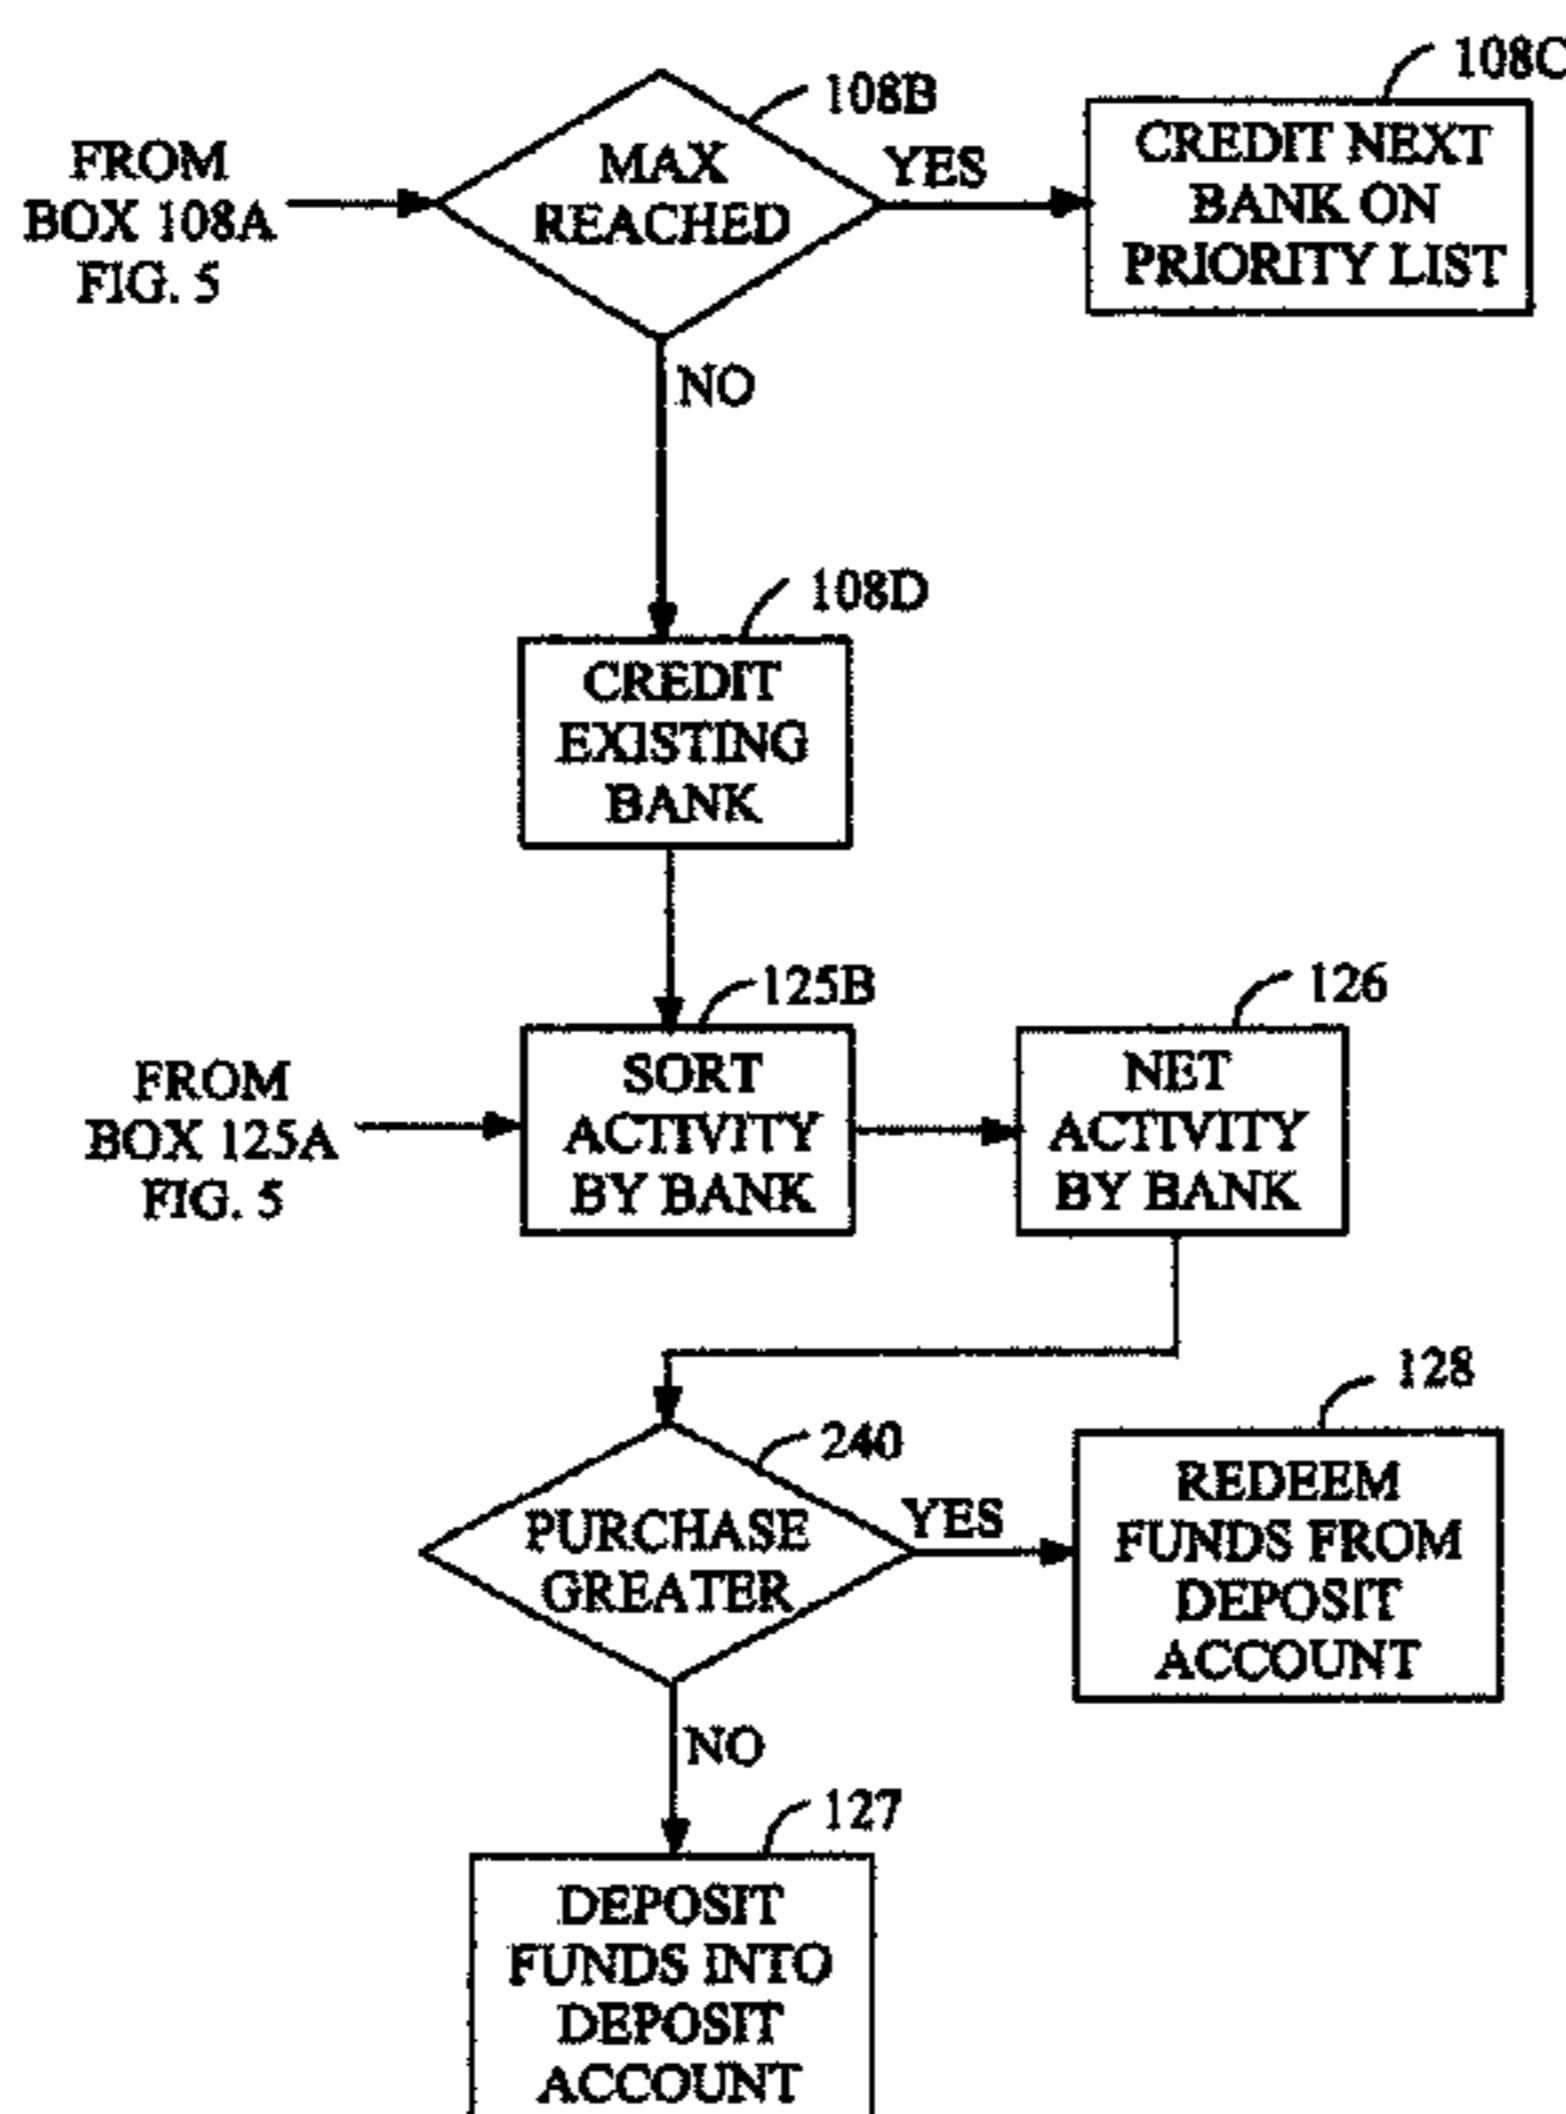 108B
108C
FROM
BOX 108A
FIG. 5
MAX
REACHED
YES
CREDIT NEXT
BANK ON
PRIORITY LIST
NO
108D
CREDIT
EXISTING
BANK
125B
126
FROM
BOX 125A
FIG. 5
SORT
ACTIVITY
BY BANK
NET
ACTIVITY
BY BANK
240
128
PURCHASE
GREATER
YES
REDEEM
FUNDS FROM
DEPOSIT
ACCOUNT
NO
127
DEPOSIT
FUNDS INTO
DEPOSIT
ACCOUNT